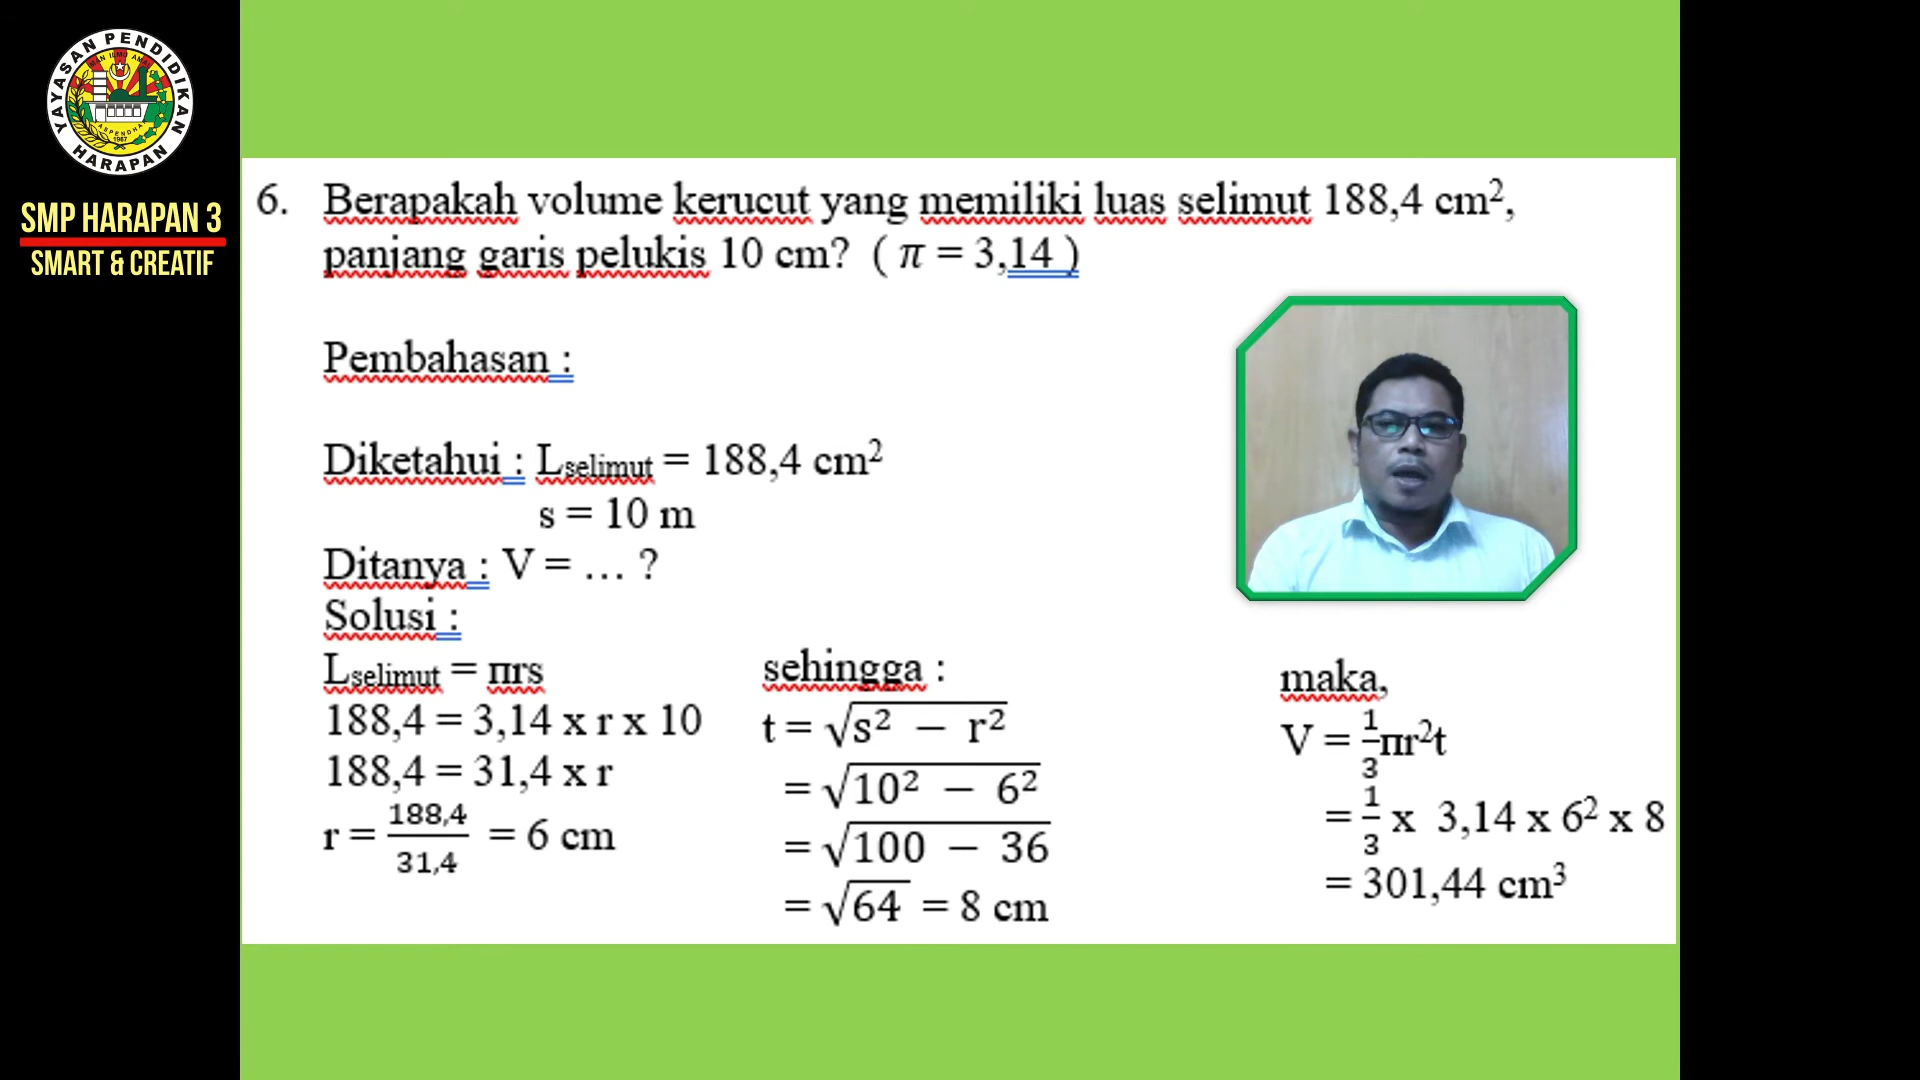 YAYASAN PENDIDIKAN
HARAPAN
1967
SMP HARAPAN 3
SMART & CREATIF
6. Berapakah volume kerucut yang memiliki luas selimut 188,4 cm²,
panjang garis pelukis 10 cm? ( π = 3,14 )
Pembahasan :
Diketahui : Lselimut = 188,4 cm²
s = 10 m
Ditanya : V = … ?
Solusi :
Lselimut = πrs
188,4 = 3,14 x r x 10
188,4 = 31,4 x r
r = 188,4/31,4 = 6 cm
sehingga :
t = √s² − r²
= √10² − 6²
= √100 − 36
= √64 = 8 cm
maka,
V = 1/3 πr²t
= 1/3 x 3,14 x 6² x 8
= 301,44 cm³